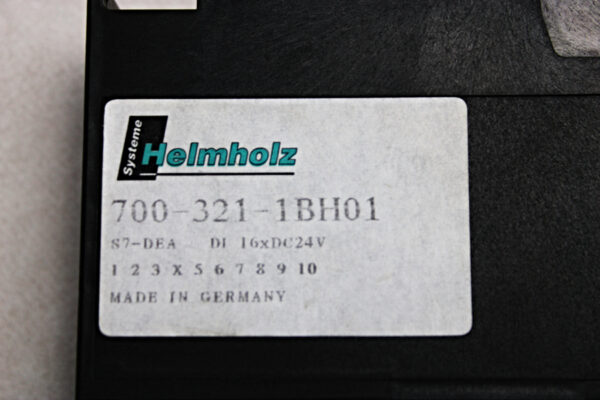 Systeme
Helmholz
700-321-1BH01
S7-DEA DI 16xDC24V
1 2 3 X 5 6 7 8 9 10
MADE IN GERMANY